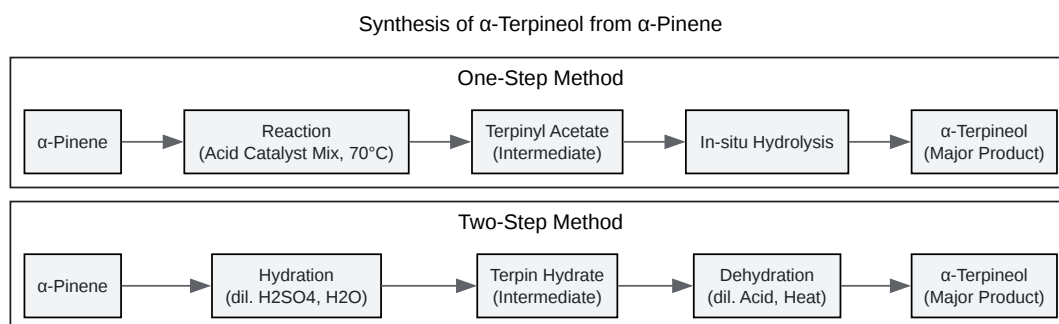 Synthesis of α-Terpineol from α-Pinene
One-Step Method
α-Pinene
Reaction
(Acid Catalyst Mix, 70°C)
Terpinyl Acetate
(Intermediate)
In-situ Hydrolysis
α-Terpineol
(Major Product)
Two-Step Method
α-Pinene
Hydration
(dil. H2SO4, H2O)
Terpin Hydrate
(Intermediate)
Dehydration
(dil. Acid, Heat)
α-Terpineol
(Major Product)